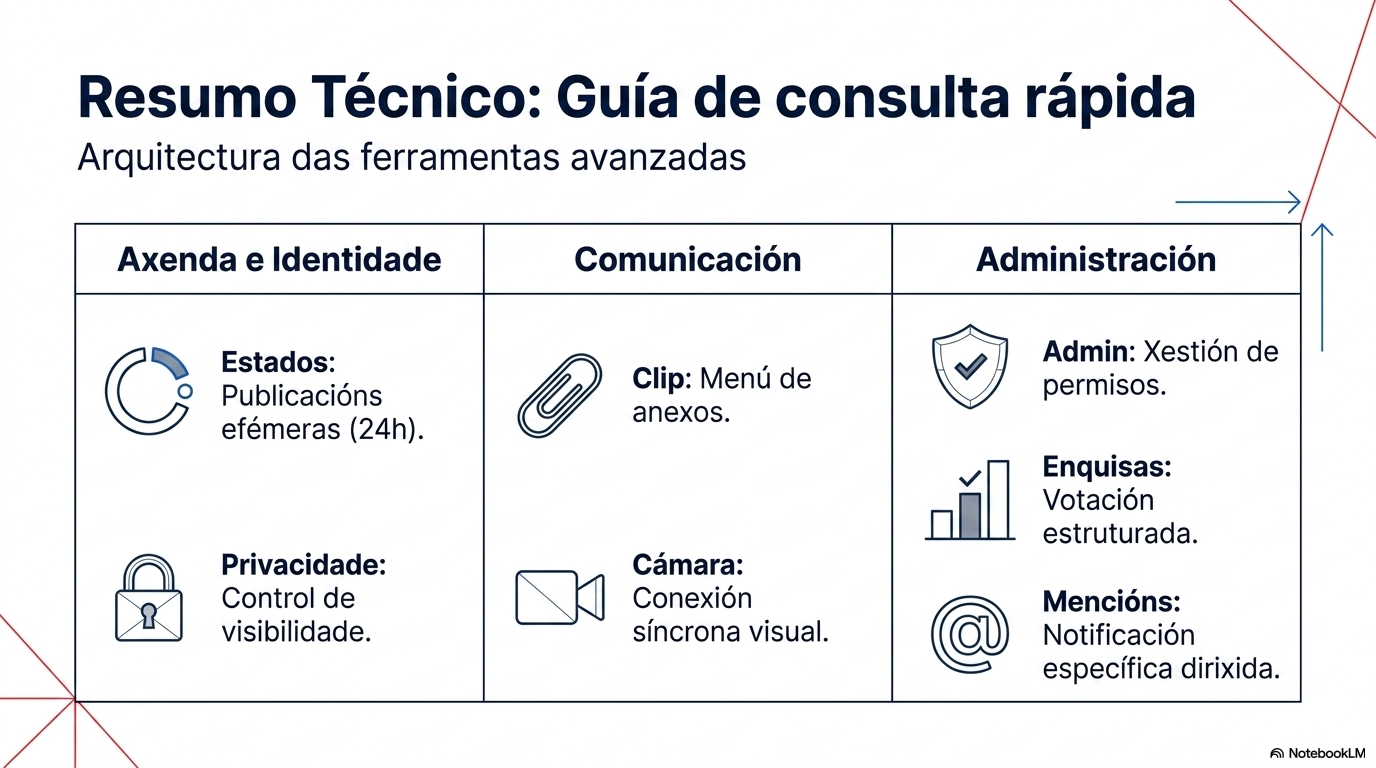 Resumo Técnico: Guía de consulta rápida
Arquitectura das ferramentas avanzadas
Axenda e Identidade
Estados:
Publicacións
efémeras (24h).
Privacidade:
Control de
visibilidade.
Comunicación
Clip: Menú de
anexos.
Cámara:
Conexión
síncrona visual.
Administración
Admin: Xestión de
permisos.
Enquisas:
Votación
estruturada.
Mencións:
Notificación
específica dirixida.
NotebookLM